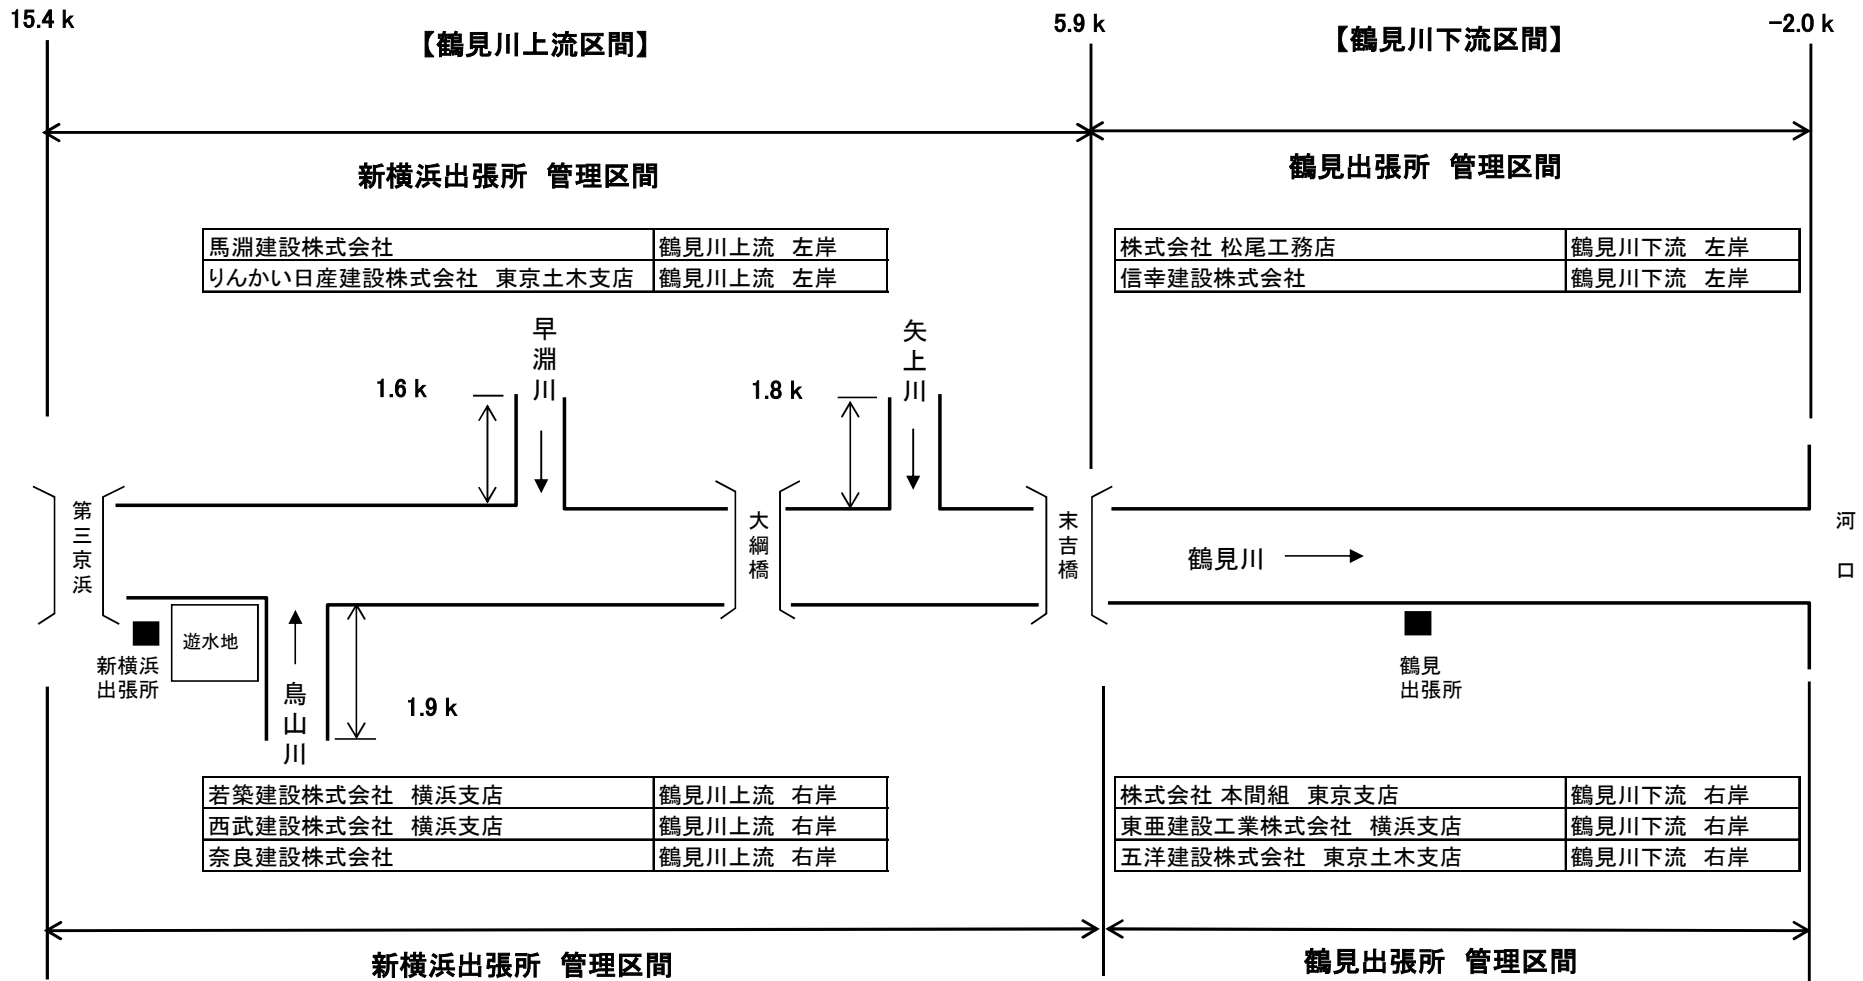 15.4 k
5.9 k
-2.0 k
【鶴見川上流区間】
【鶴見川下流区間】
新横浜出張所 管理区間
鶴見出張所 管理区間
馬淵建設株式会社 鶴見川上流 左岸
りんかい日産建設株式会社 東京土木支店 鶴見川上流 左岸
株式会社 松尾工務店 鶴見川下流 左岸
信幸建設株式会社 鶴見川下流 左岸
早淵川
矢上川
1.6 k
1.8 k
第三京浜
大綱橋
末吉橋
鶴見川
河口
遊水地
新横浜
出張所
鶴見
出張所
鳥山川
1.9 k
若築建設株式会社 横浜支店 鶴見川上流 右岸
西武建設株式会社 横浜支店 鶴見川上流 右岸
奈良建設株式会社 鶴見川上流 右岸
株式会社 本間組 東京支店 鶴見川下流 右岸
東亜建設工業株式会社 横浜支店 鶴見川下流 右岸
五洋建設株式会社 東京土木支店 鶴見川下流 右岸
新横浜出張所 管理区間
鶴見出張所 管理区間